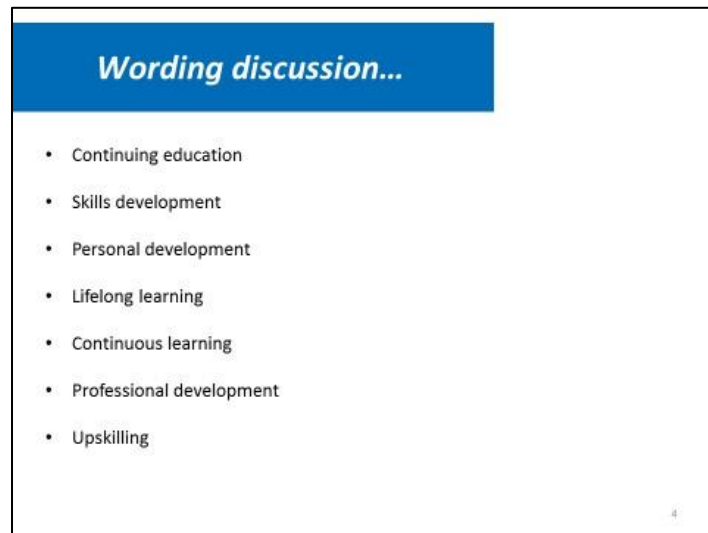 Wording discussion...
• Continuing education
• Skills development
• Personal development
• Lifelong learning
• Continuous learning
• Professional development
• Upskilling
4